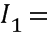 I₁ =